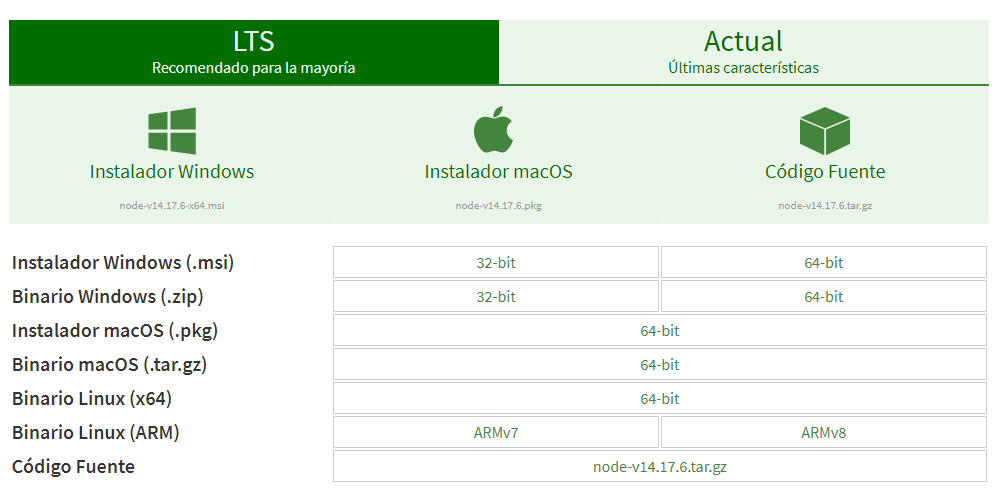 LTS
Recomendado para la mayoría
Actual
Últimas características
Instalador Windows
node-v14.17.6-x64.msi
Instalador macOS
node-v14.17.6.pkg
Código Fuente
node-v14.17.6.tar.gz
Instalador Windows (.msi) 32-bit 64-bit
Binario Windows (.zip) 32-bit 64-bit
Instalador macOS (.pkg) 64-bit
Binario macOS (.tar.gz) 64-bit
Binario Linux (x64) 64-bit
Binario Linux (ARM) ARMv7 ARMv8
Código Fuente node-v14.17.6.tar.gz